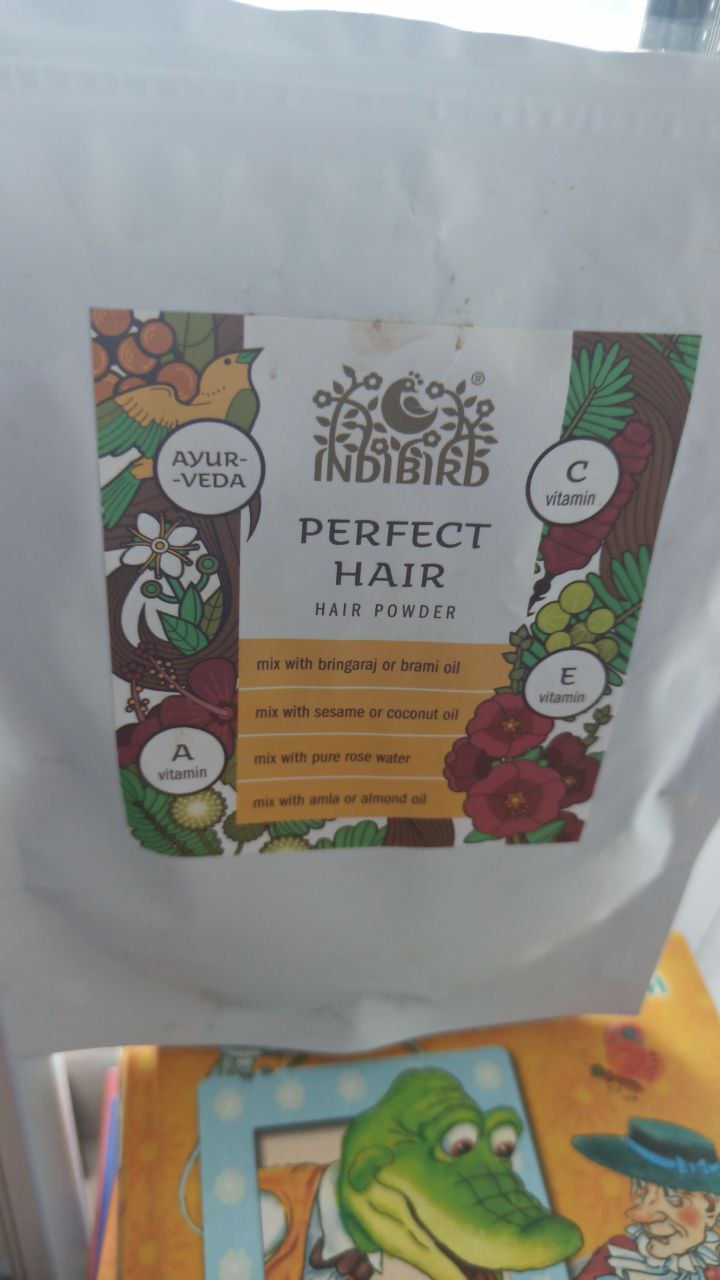 INDIBIRD®
AYUR-
-VEDA
C
vitamin
PERFECT
HAIR
HAIR POWDER
mix with bringaraj or brami oil
E
vitamin
mix with sesame or coconut oil
A
vitamin
mix with pure rose water
mix with amla or almond oil